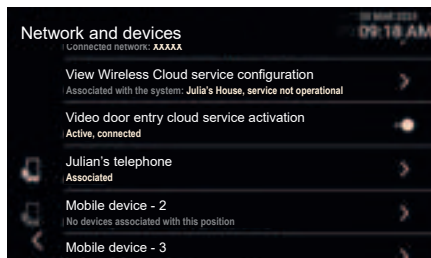 Network and devices
09:18 AM
Connected network: XXXXX
View Wireless Cloud service configuration
Associated with the system: Julia's House, service not operational
Video door entry cloud service activation
Active, connected
Julian's telephone
Associated
Mobile device - 2
No devices associated with this position
Mobile device - 3